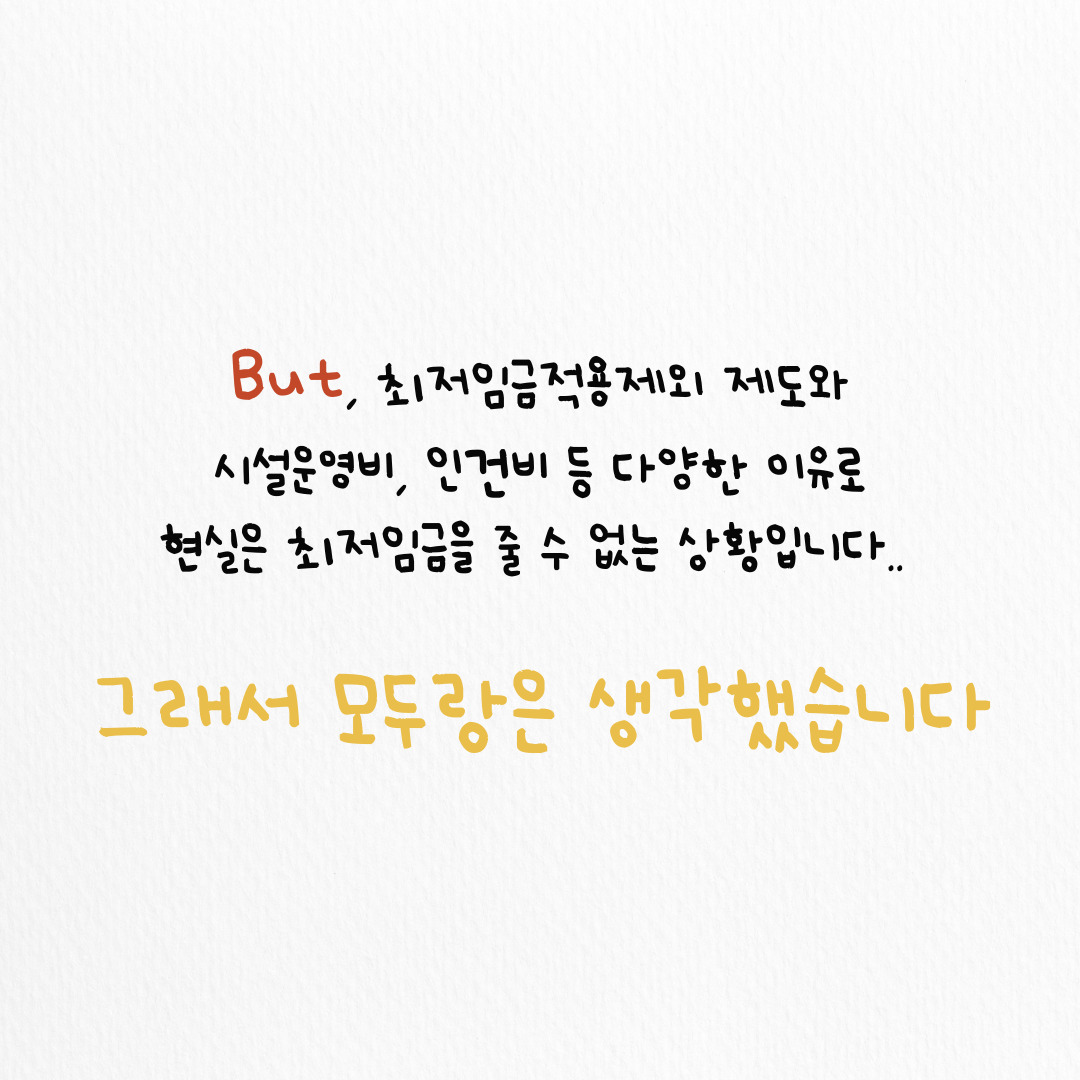 But, 최저임금적용제외 제도와
시설운영비, 인건비 등 다양한 이유로
현실은 최저임금을 줄 수 없는 상황입니다..
그래서 모두랑은 생각했습니다